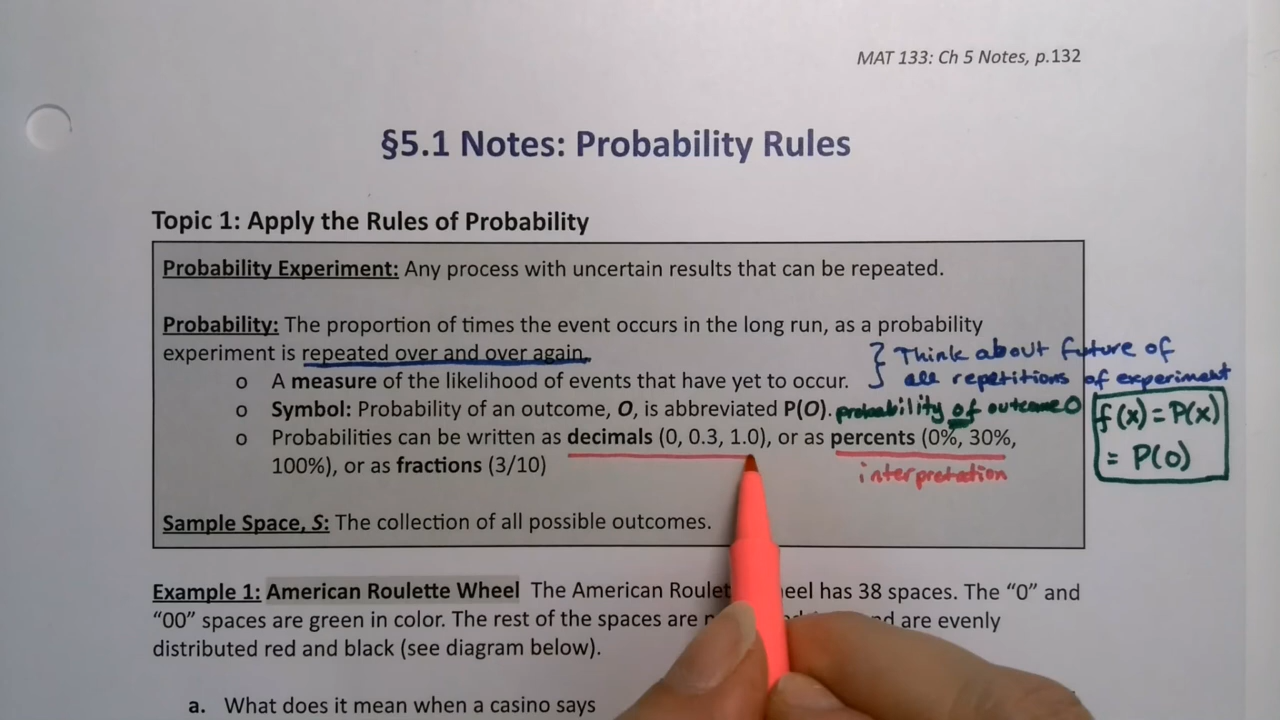 MAT 133: Ch 5 Notes, p.132
§5.1 Notes: Probability Rules
Topic 1: Apply the Rules of Probability
Probability Experiment: Any process with uncertain results that can be repeated.
Probability: The proportion of times the event occurs in the long run, as a probability
experiment is repeated over and over again.
} Think about future of
all repetitions of experiment
o A measure of the likelihood of events that have yet to occur.
o Symbol: Probability of an outcome, O, is abbreviated P(O). probability of outcome O
f(x) = P(x)
= P(O)
o Probabilities can be written as decimals (0, 0.3, 1.0), or as percents (0%, 30%,
100%), or as fractions (3/10)
interpretation
Sample Space, S: The collection of all possible outcomes.
Example 1: American Roulette Wheel The American has 38 spaces. The “0” and
“00” spaces are green in color. The rest of the spaces are are evenly
distributed red and black (see diagram below).
a. What does it mean when a casino says